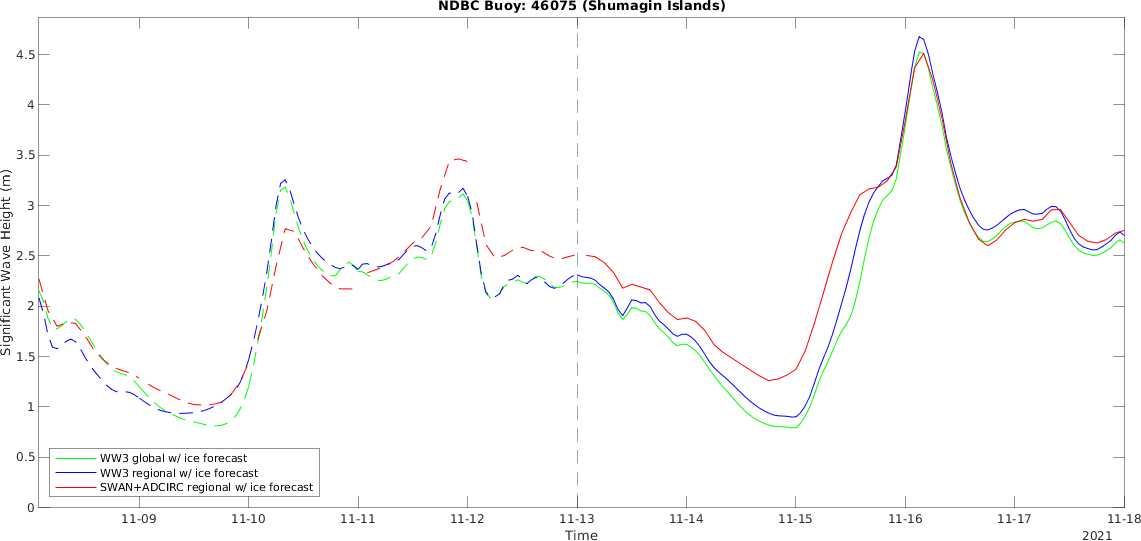 NDBC Buoy: 46075 (Shumagin Islands)
Significant Wave Height (m)
4.5
4
3.5
3
2.5
2
1.5
1
0.5
0
WW3 global w/ ice forecast
WW3 regional w/ ice forecast
SWAN+ADCIRC regional w/ ice forecast
11-09 11-10 11-11 11-12 11-13 11-14 11-15 11-16 11-17 11-18
Time
2021